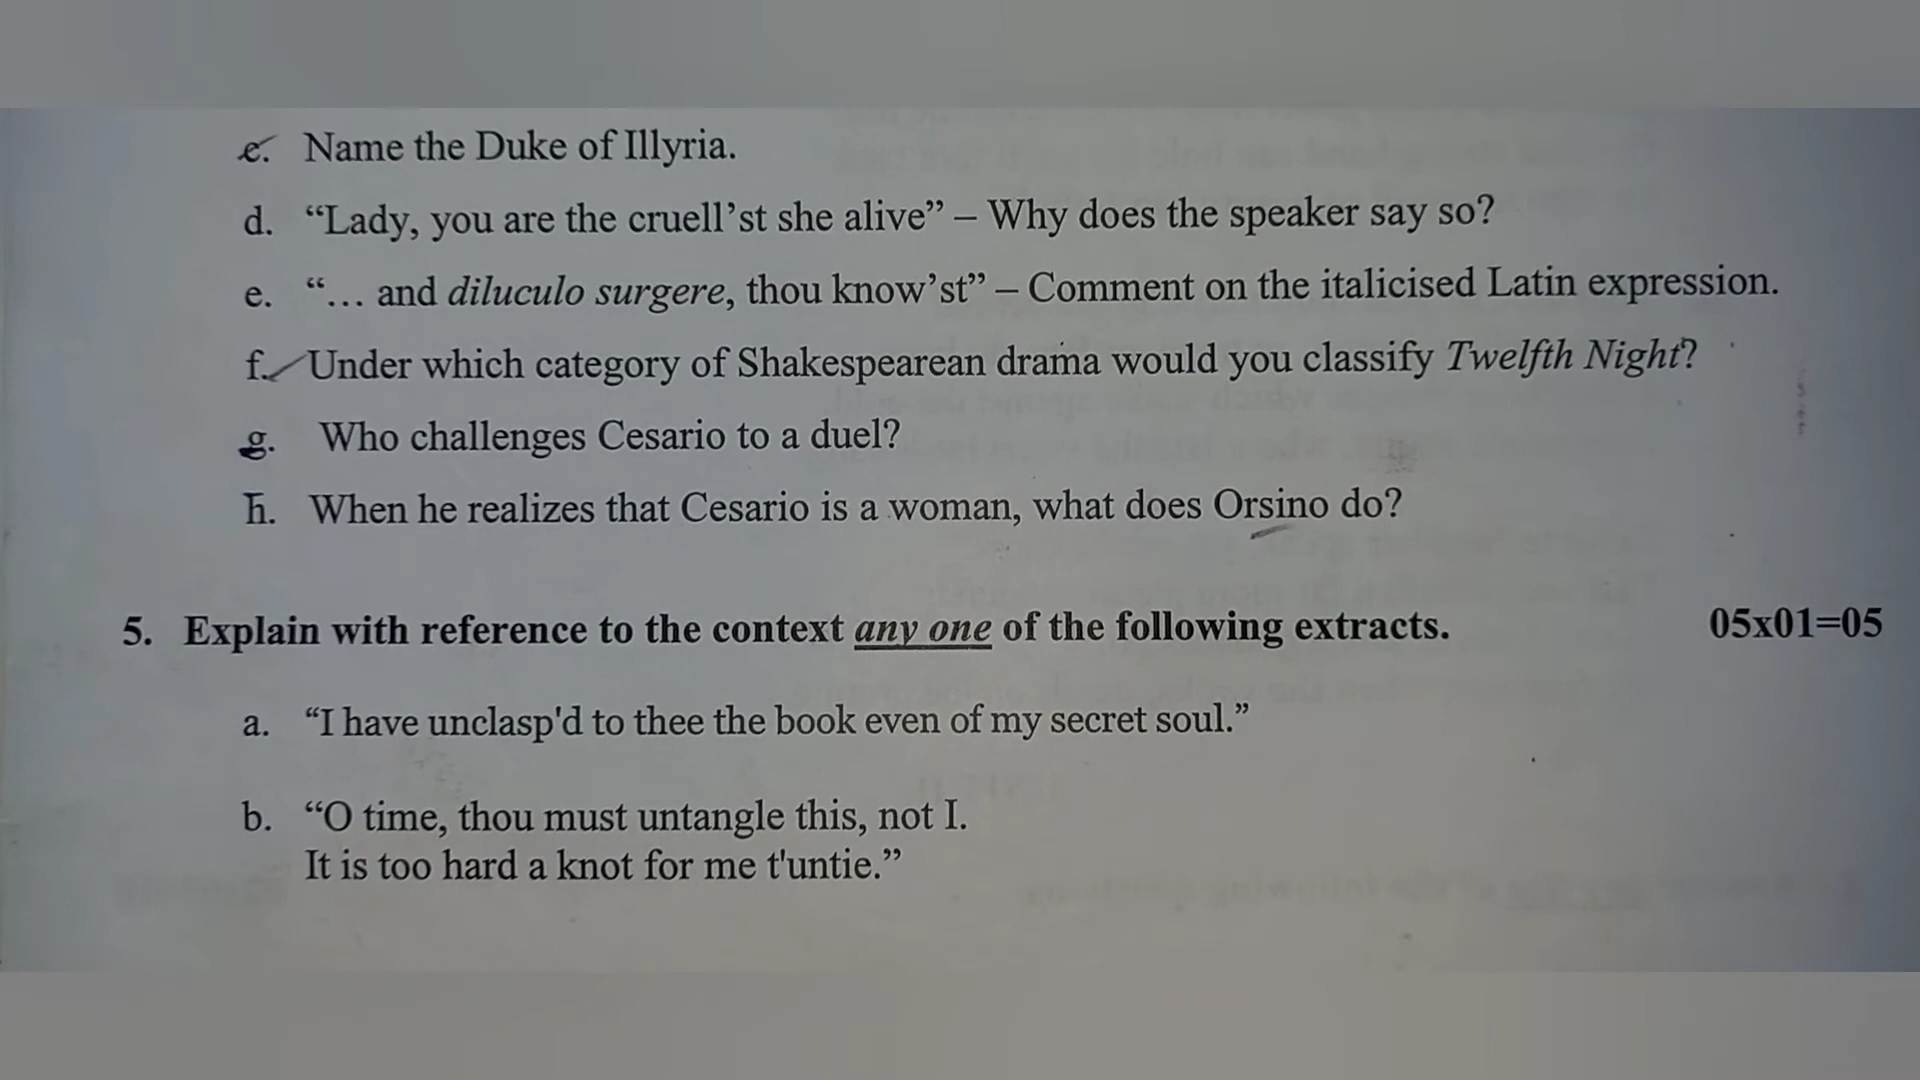 c. Name the Duke of Illyria.
d. “Lady, you are the cruell’st she alive” – Why does the speaker say so?
e. “… and diluculo surgere, thou know’st” – Comment on the italicised Latin expression.
f. Under which category of Shakespearean drama would you classify Twelfth Night?
g. Who challenges Cesario to a duel?
h. When he realizes that Cesario is a woman, what does Orsino do?
5. Explain with reference to the context any one of the following extracts. 05x01=05
a. “I have unclasp'd to thee the book even of my secret soul.”
b. “O time, thou must untangle this, not I.
It is too hard a knot for me t'untie.”